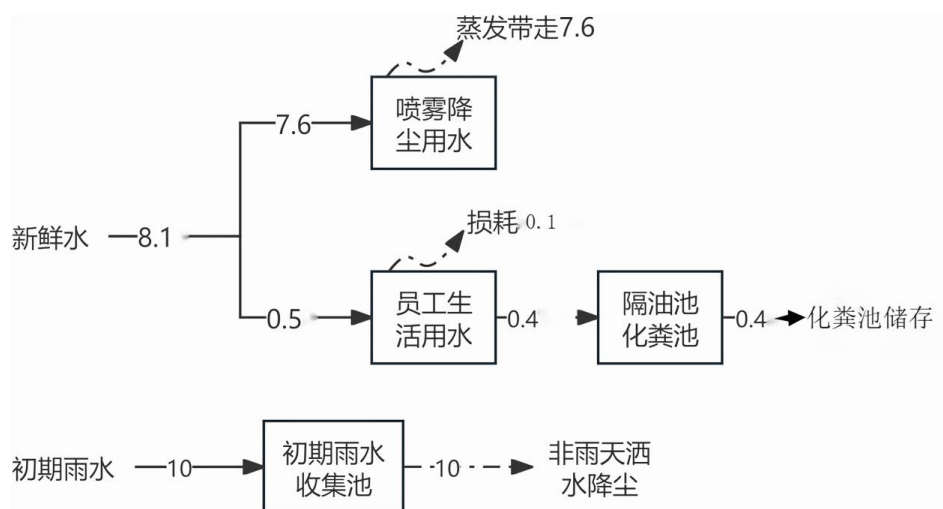 蒸发带走7.6
喷雾降
尘用水
7.6
新鲜水
8.1
损耗 0.1
员工生
活用水
0.5
0.4
隔油池
化粪池
0.4
化粪池储存
初期雨水
10
初期雨水
收集池
10
非雨天洒
水降尘